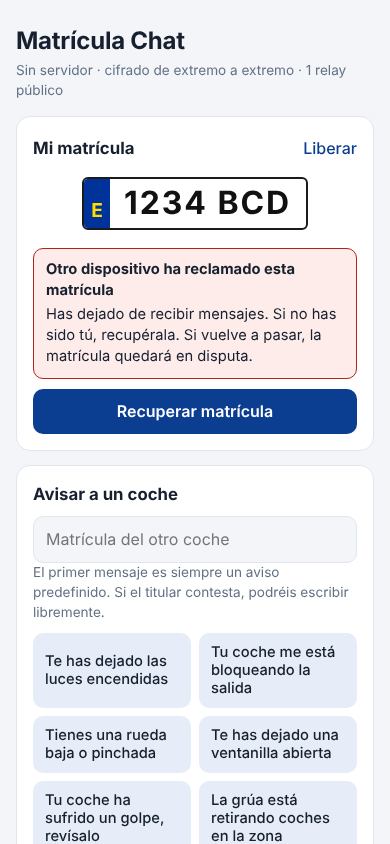 Matrícula Chat
Sin servidor · cifrado de extremo a extremo · 1 relay
público
Mi matrícula
Liberar
E
1234 BCD
Otro dispositivo ha reclamado esta
matrícula
Has dejado de recibir mensajes. Si no has
sido tú, recupérala. Si vuelve a pasar, la
matrícula quedará en disputa.
Recuperar matrícula
Avisar a un coche
Matrícula del otro coche
El primer mensaje es siempre un aviso
predefinido. Si el titular contesta, podréis escribir
libremente.
Te has dejado las
luces encendidas
Tu coche me está
bloqueando la
salida
Tienes una rueda
baja o pinchada
Te has dejado una
ventanilla abierta
Tu coche ha
sufrido un golpe,
revísalo
La grúa está
retirando coches
en la zona